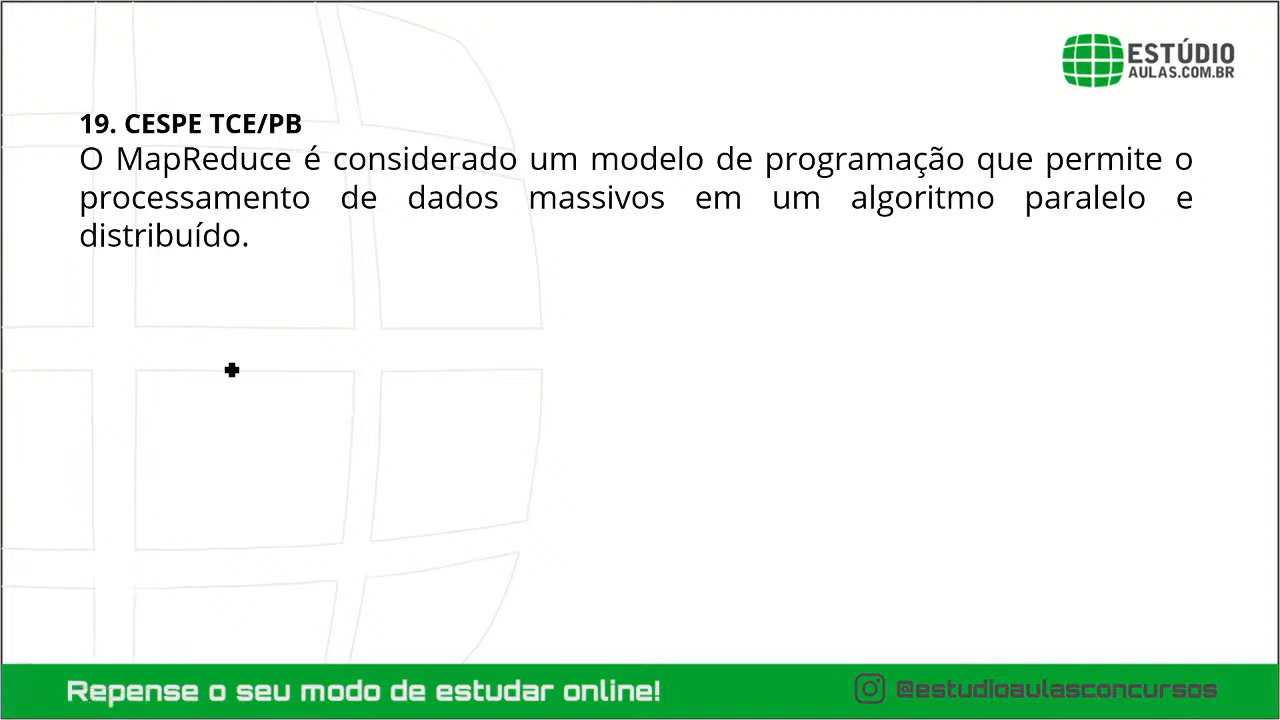 ESTÚDIO
AULAS.COM.BR
19. CESPE TCE/PB
O MapReduce é considerado um modelo de programação que permite o
processamento de dados massivos em um algoritmo paralelo e
distribuído.
Repense o seu modo de estudar online!
@estudioaulasconcursos